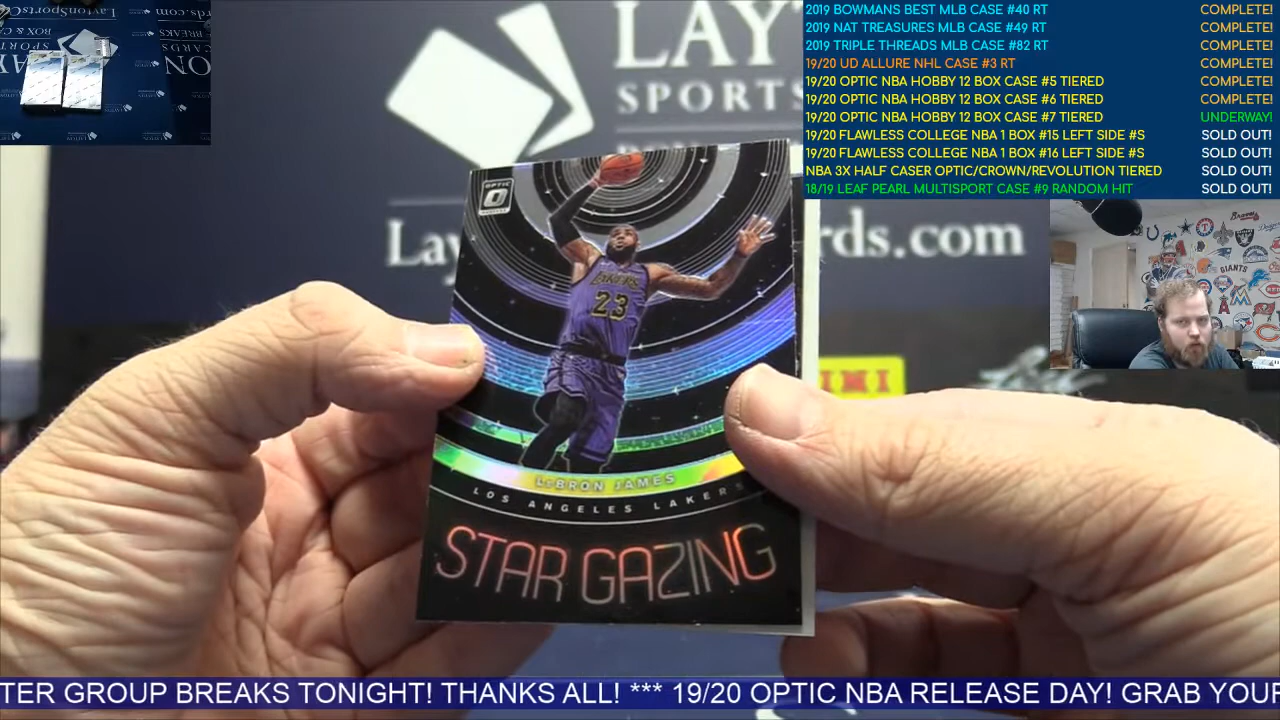 2019 BOWMANS BEST MLB CASE #40 RT COMPLETE!
2019 NAT TREASURES MLB CASE #49 RT COMPLETE!
2019 TRIPLE THREADS MLB CASE #82 RT COMPLETE!
19/20 UD ALLURE NHL CASE #3 RT COMPLETE!
19/20 OPTIC NBA HOBBY 12 BOX CASE #5 TIERED COMPLETE!
19/20 OPTIC NBA HOBBY 12 BOX CASE #6 TIERED COMPLETE!
19/20 OPTIC NBA HOBBY 12 BOX CASE #7 TIERED UNDERWAY!
19/20 FLAWLESS COLLEGE NBA 1 BOX #15 LEFT SIDE #S SOLD OUT!
19/20 FLAWLESS COLLEGE NBA 1 BOX #16 LEFT SIDE #S SOLD OUT!
NBA 3X HALF CASER OPTIC/CROWN/REVOLUTION TIERED SOLD OUT!
18/19 LEAF PEARL MULTISPORT CASE #9 RANDOM HIT SOLD OUT!
LAYT
SPORTS
Lay rds.com
OPTIC
LAKERS
23
LeBRON JAMES
LOS ANGELES LAKERS
STAR GAZING
TER GROUP BREAKS TONIGHT! THANKS ALL! *** 19/20 OPTIC NBA RELEASE DAY! GRAB YOUR